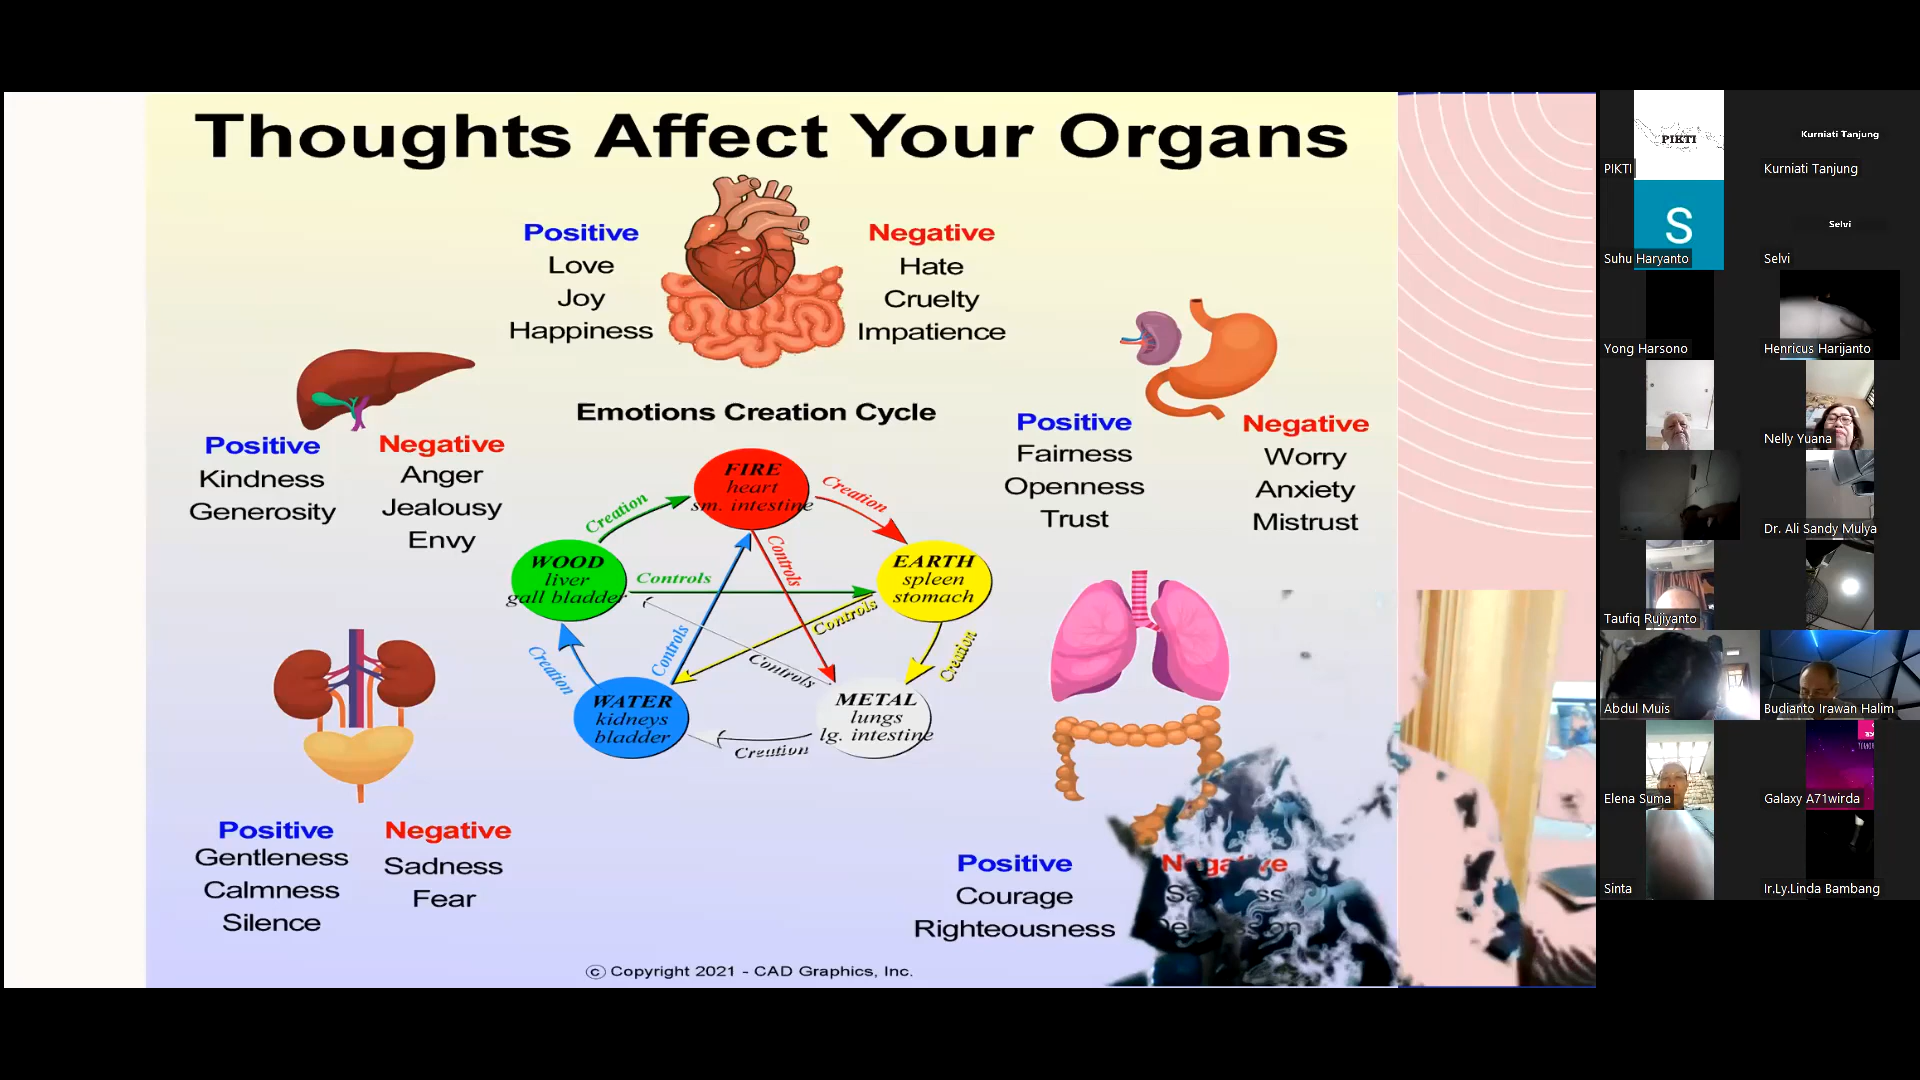 Thoughts Affect Your Organs
Positive
Love
Joy
Happiness
Negative
Hate
Cruelty
Impatience
Positive
Kindness
Generosity
Negative
Anger
Jealousy
Envy
Emotions Creation Cycle
Positive
Fairness
Openness
Trust
Negative
Worry
Anxiety
Mistrust
FIRE
heart
sm. intestine
Creation
Creation
WOOD
liver
gall bladder
Controls
Controls
EARTH
spleen
stomach
Controls
Controls
Controls
Creation
Creation
WATER
kidneys
bladder
METAL
lungs
lg. intestine
Creation
Positive
Gentleness
Calmness
Silence
Negative
Sadness
Fear
Positive
Courage
Righteousness
Negative
© Copyright 2021 - CAD Graphics, Inc.
PIKTI
PIKTI
Kurniati Tanjung
Kurniati Tanjung
S
Suhu Haryanto
Selvi
Selvi
Yong Harsono
Henricus Harijanto
Nelly Yuana
Dr. Ali Sandy Mulya
Taufiq Rujiyanto
Abdul Muis
Budianto Irawan Halim
Elena Suma
Galaxy A71wirda
Sinta
Ir.Ly.Linda Bambang